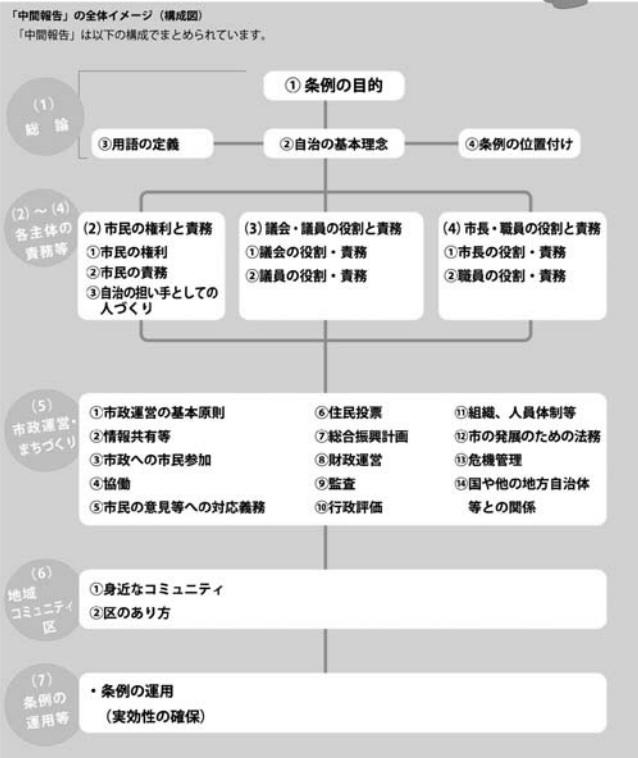 「中間報告」の全体イメージ（構成図）
「中間報告」は以下の構成でまとめられています。
（1）
総 論
①条例の目的
③用語の定義
②自治の基本理念
④条例の位置付け
（2）～（4）
各主体の
責務等
（2）市民の権利と責務
①市民の権利
②市民の責務
③自治の担い手としての
人づくり
（3）議会・議員の役割と責務
①議会の役割・責務
②議員の役割・責務
（4）市長・職員の役割と責務
①市長の役割・責務
②職員の役割・責務
（5）
市政運営・
まちづくり
①市政運営の基本原則
②情報共有等
③市政への市民参加
④協働
⑤市民の意見等への対応義務
⑥住民投票
⑦総合振興計画
⑧財政運営
⑨監査
⑩行政評価
⑪組織、人員体制等
⑫市の発展のための法務
⑬危機管理
⑭国や他の地方自治体
等との関係
（6）
地域
コミュニティ
区
①身近なコミュニティ
②区のあり方
（7）
条例の
運用等
・条例の運用
（実効性の確保）